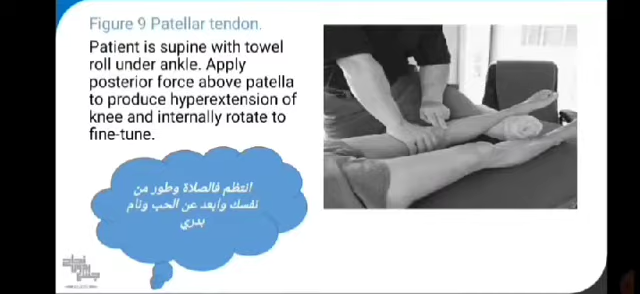 Figure 9 Patellar tendon.
Patient is supine with towel
roll under ankle. Apply
posterior force above patella
to produce hyperextension of
knee and internally rotate to
fine-tune.
انتظم فالصلاة وطور من
نفسك وابعد عن الحب ونام
بدري